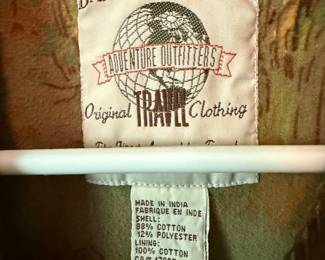 ADVENTURE OUTFITTERS
Original TRAVEL Clothing
MADE IN INDIA
FABRIQUE EN INDE
SHELL:
88% COTTON
12% POLYESTER
LINING:
100% COTTON